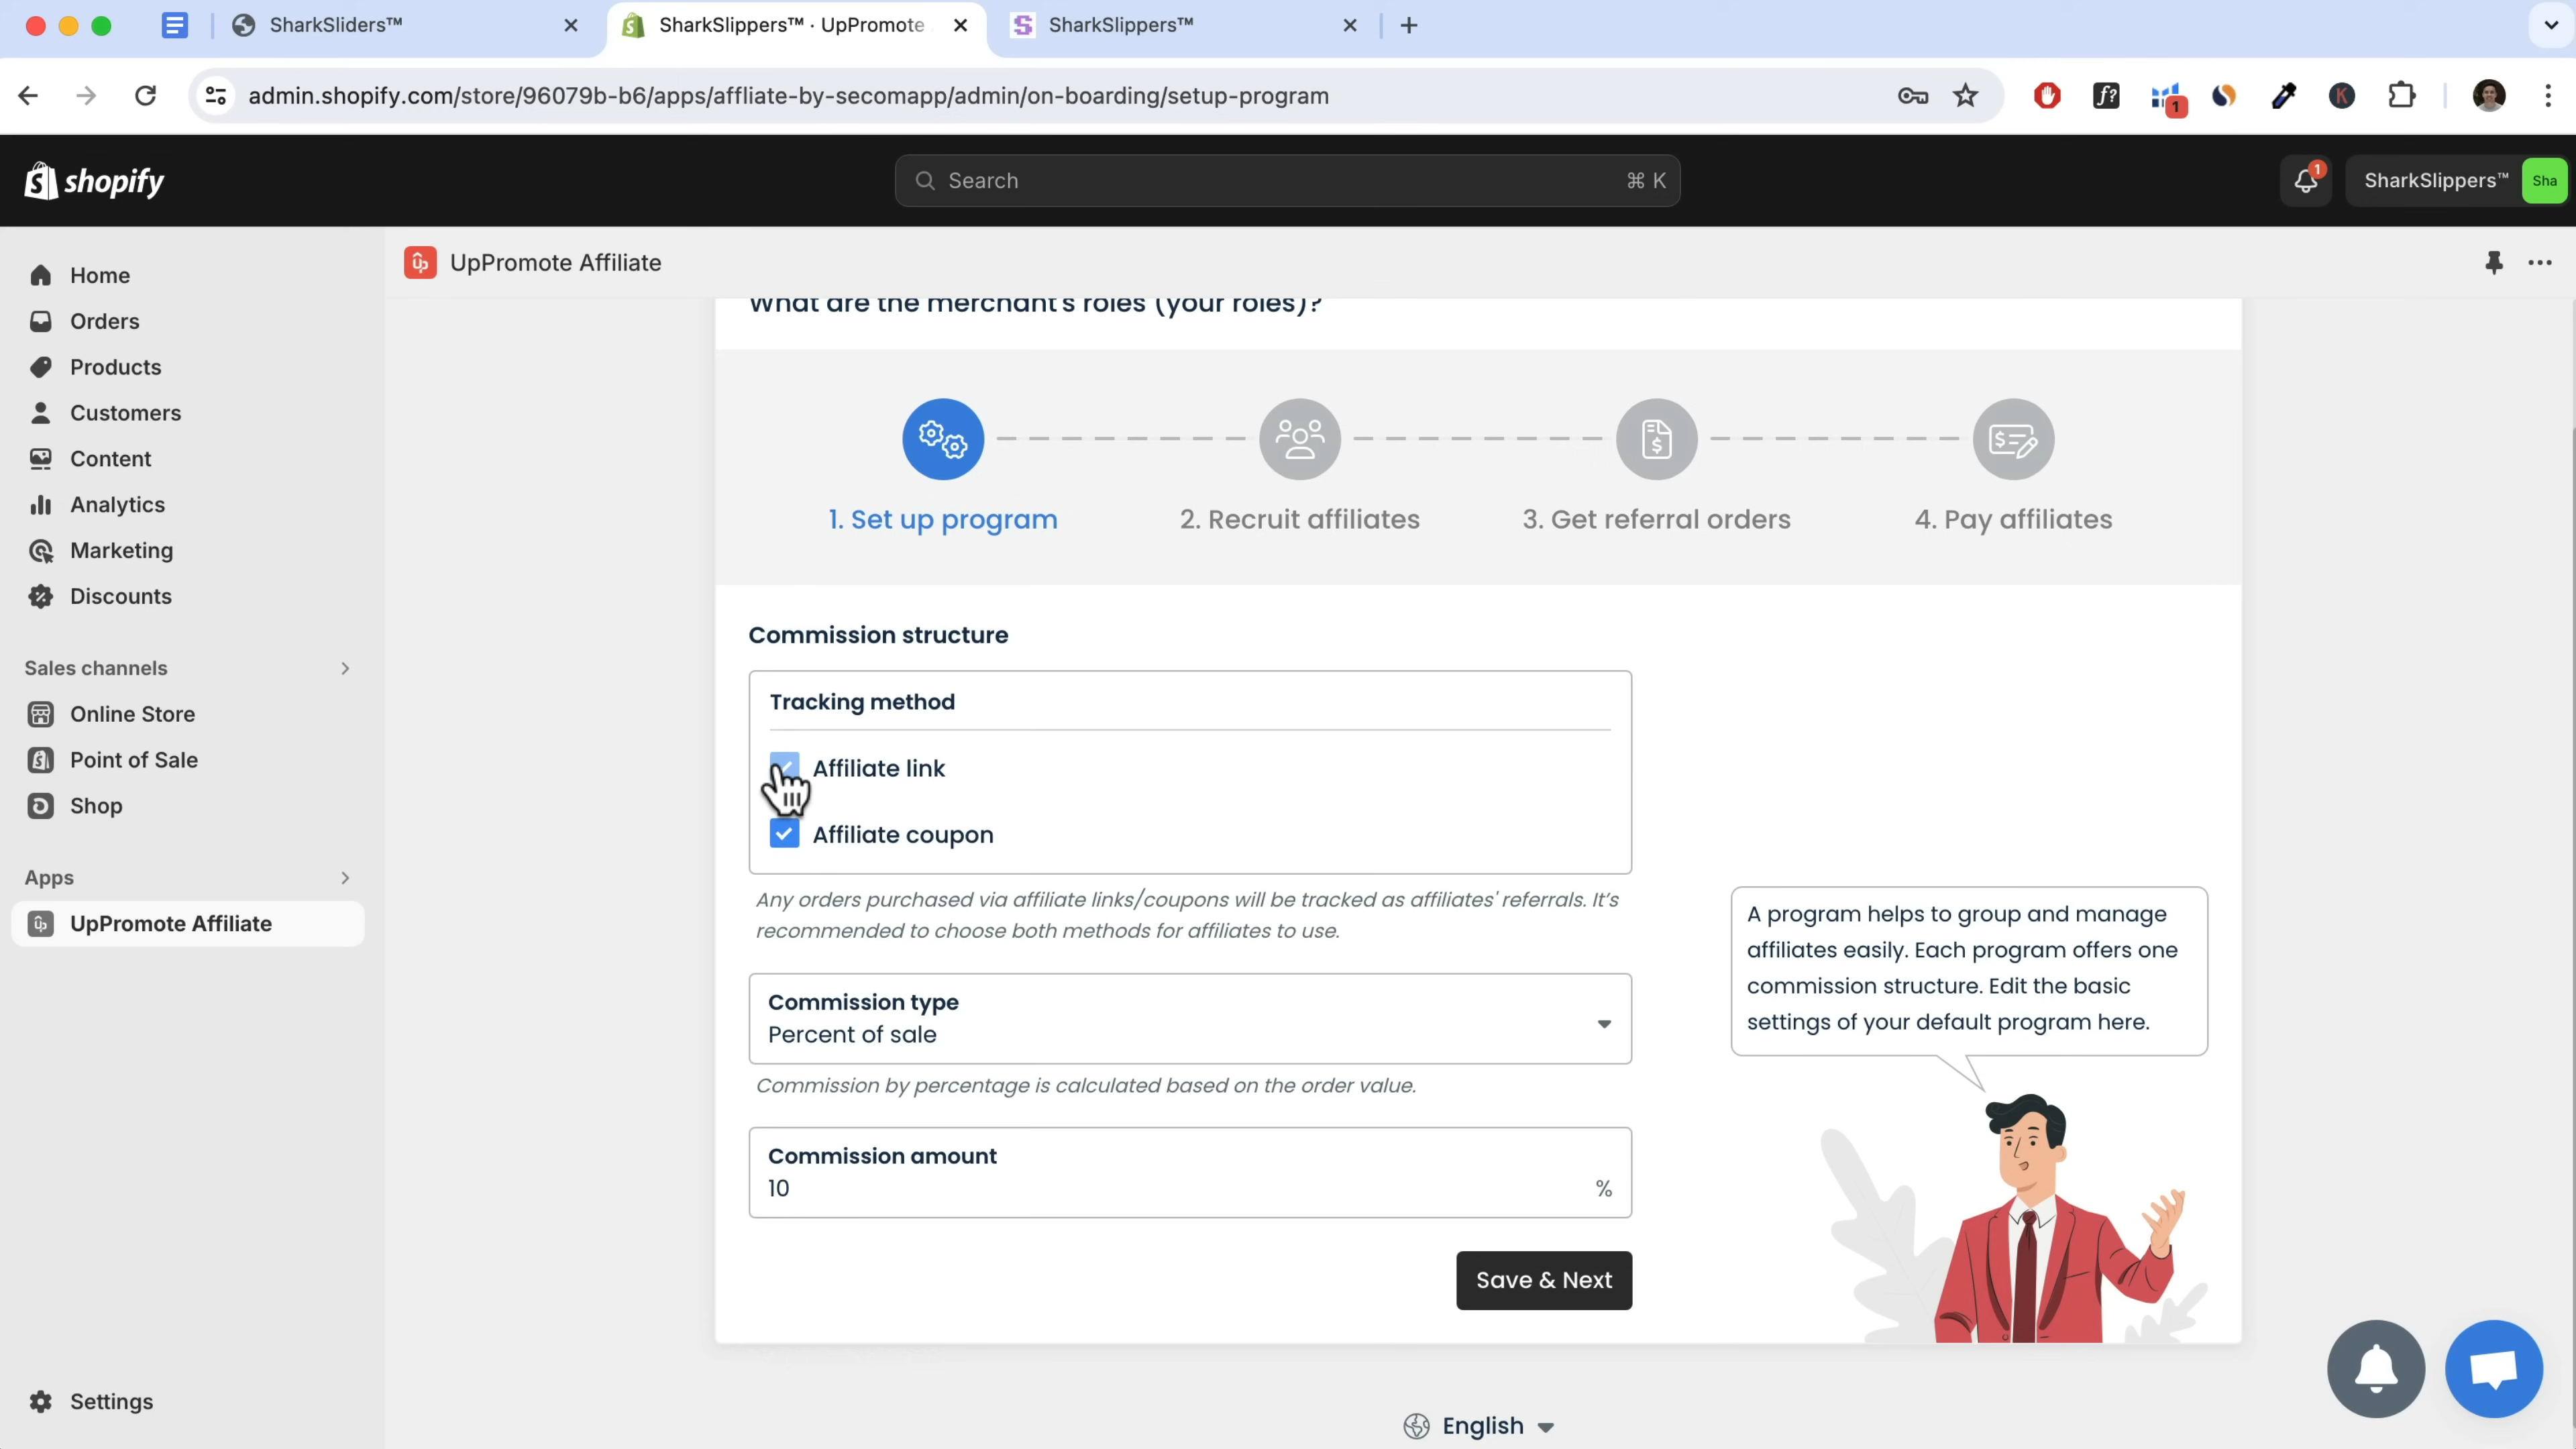 SharkSliders™
SharkSlippers™ · UpPromote
SharkSlippers™
admin.shopify.com/store/96079b-b6/apps/affliate-by-secomapp/admin/on-boarding/setup-program
f?
1
K
shopify
Search
⌘ K
1
SharkSlippers™
Sha
Home
Orders
Products
Customers
Content
Analytics
Marketing
Discounts
Sales channels
Online Store
Point of Sale
Shop
Apps
UpPromote Affiliate
Settings
UpPromote Affiliate
What are the merchant's roles (your roles)?
1. Set up program
2. Recruit affiliates
3. Get referral orders
4. Pay affiliates
Commission structure
Tracking method
Affiliate link
Affiliate coupon
Any orders purchased via affiliate links/coupons will be tracked as affiliates' referrals. It's
recommended to choose both methods for affiliates to use.
Commission type
Percent of sale
Commission by percentage is calculated based on the order value.
Commission amount
10
%
Save & Next
A program helps to group and manage
affiliates easily. Each program offers one
commission structure. Edit the basic
settings of your default program here.
English